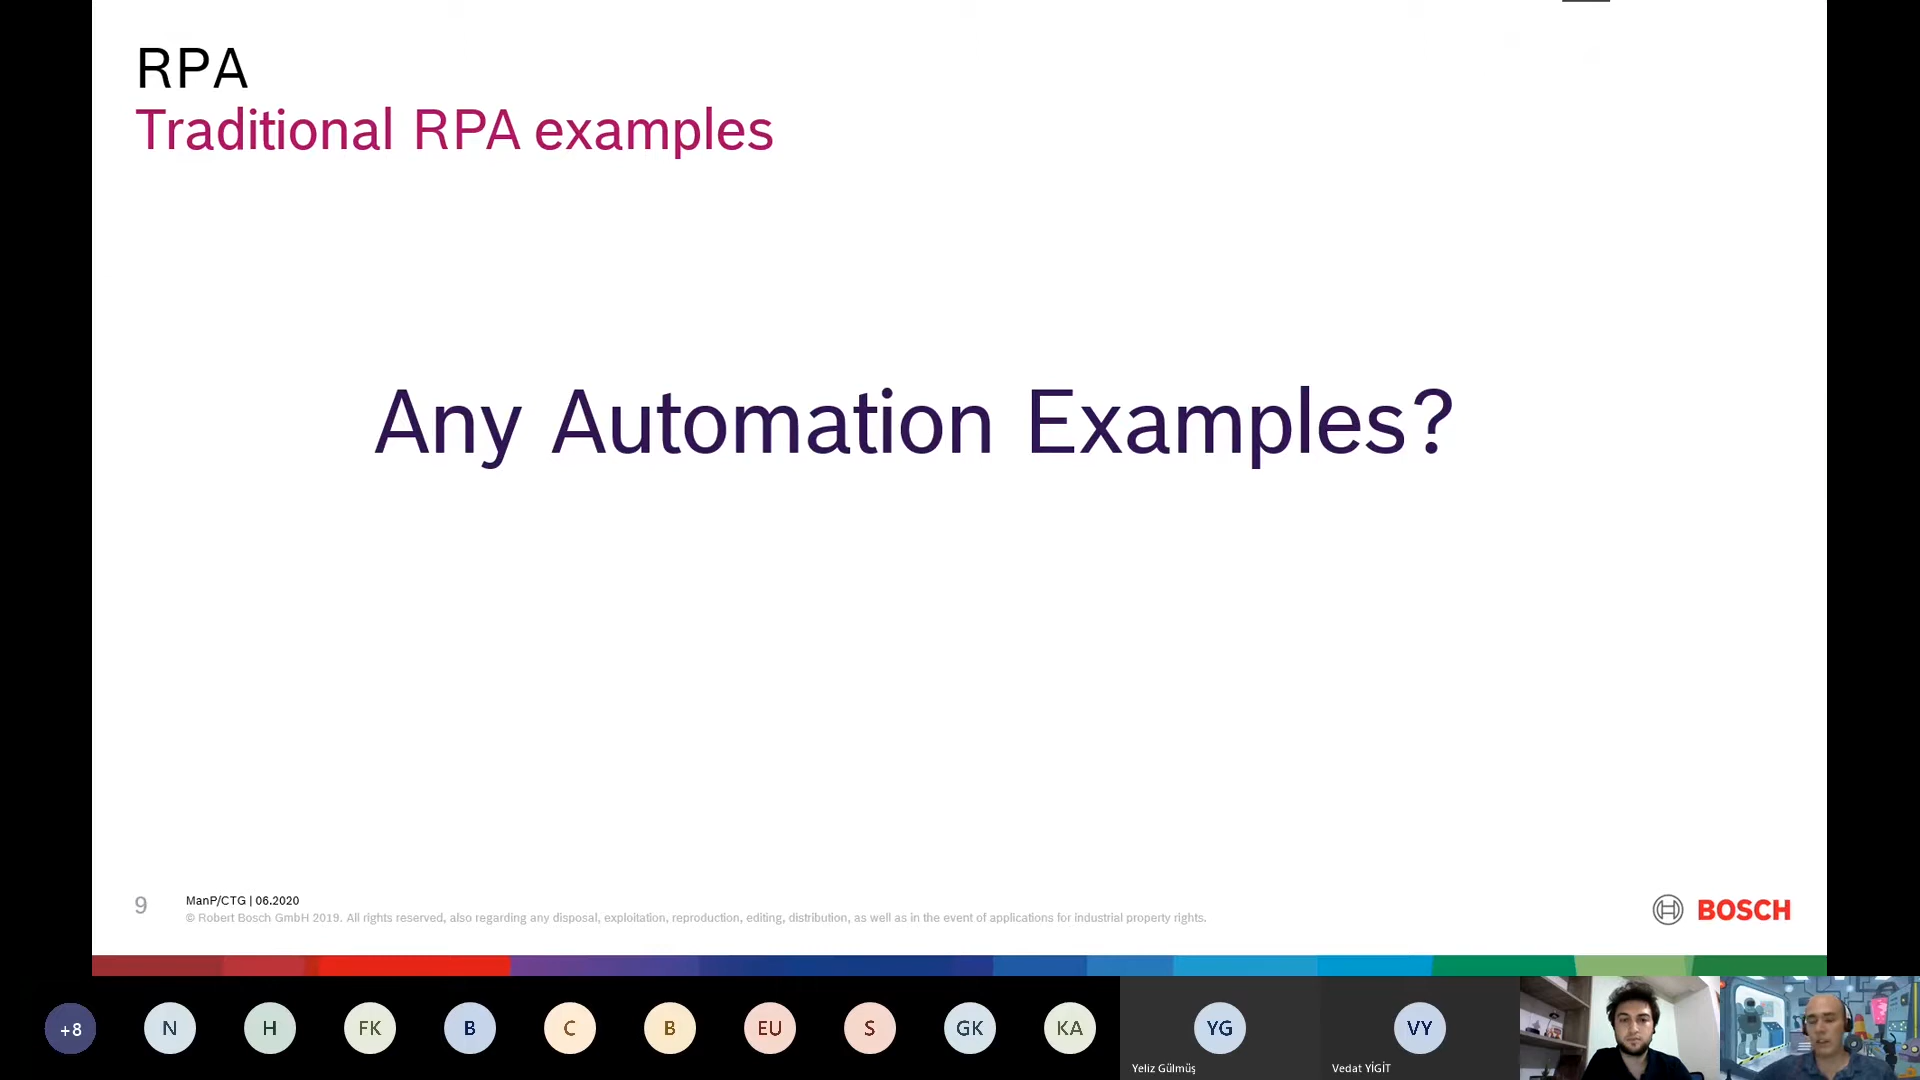 RPA
Traditional RPA examples
Any Automation Examples?
9
ManP/CTG | 06.2020
© Robert Bosch GmbH 2019. All rights reserved, also regarding any disposal, exploitation, reproduction, editing, distribution, as well as in the event of applications for industrial property rights.
BOSCH
+8
N
H
FK
B
C
B
EU
S
GK
KA
YG
VY
Yeliz Gülmüş
Vedat YİGİT